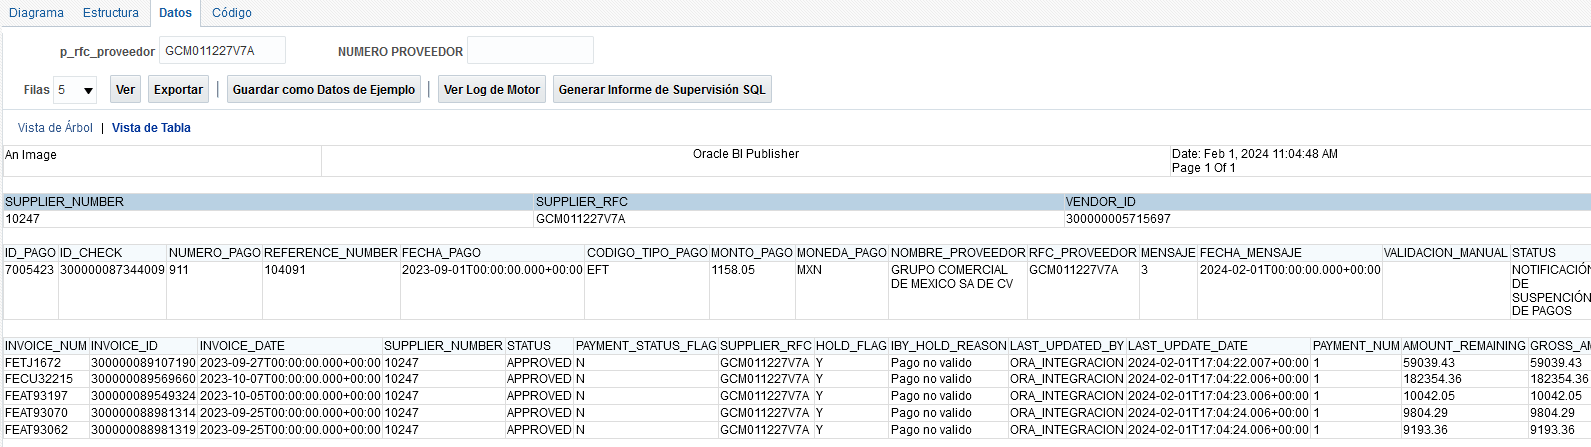 Diagrama Estructura Datos Código
p_rfc_proveedor GCM011227V7A NUMERO PROVEEDOR
Filas 5 Ver Exportar | Guardar como Datos de Ejemplo | Ver Log de Motor Generar Informe de Supervisión SQL
Vista de Árbol | Vista de Tabla
An Image Oracle BI Publisher Date: Feb 1, 2024 11:04:48 AM
Page 1 Of 1
SUPPLIER_NUMBER SUPPLIER_RFC VENDOR_ID
10247 GCM011227V7A 300000005715697
ID_PAGO ID_CHECK NUMERO_PAGO REFERENCE_NUMBER FECHA_PAGO CODIGO_TIPO_PAGO MONTO_PAGO MONEDA_PAGO NOMBRE_PROVEEDOR RFC_PROVEEDOR MENSAJE FECHA_MENSAJE VALIDACION_MANUAL STATUS
7005423 300000087344009 911 104091 2023-09-01T00:00:00.000+00:00 EFT 1158.05 MXN GRUPO COMERCIAL GCM011227V7A 3 2024-02-01T00:00:00.000+00:00 NOTIFICACIÓN
DE MEXICO SA DE CV DE
SUSPENCIÓN
DE PAGOS
INVOICE_NUM INVOICE_ID INVOICE_DATE SUPPLIER_NUMBER STATUS PAYMENT_STATUS_FLAG SUPPLIER_RFC HOLD_FLAG IBY_HOLD_REASON LAST_UPDATED_BY LAST_UPDATE_DATE PAYMENT_NUM AMOUNT_REMAINING GROSS_AM
FETJ1672 300000089107190 2023-09-27T00:00:00.000+00:00 10247 APPROVED N GCM011227V7A Y Pago no valido ORA_INTEGRACION 2024-02-01T17:04:22.007+00:00 1 59039.43 59039.43
FECU32215 300000089569660 2023-10-07T00:00:00.000+00:00 10247 APPROVED N GCM011227V7A Y Pago no valido ORA_INTEGRACION 2024-02-01T17:04:22.006+00:00 1 182354.36 182354.36
FEAT93197 300000089549324 2023-10-05T00:00:00.000+00:00 10247 APPROVED N GCM011227V7A Y Pago no valido ORA_INTEGRACION 2024-02-01T17:04:23.006+00:00 1 10042.05 10042.05
FEAT93070 300000088981314 2023-09-25T00:00:00.000+00:00 10247 APPROVED N GCM011227V7A Y Pago no valido ORA_INTEGRACION 2024-02-01T17:04:24.006+00:00 1 9804.29 9804.29
FEAT93062 300000088981319 2023-09-25T00:00:00.000+00:00 10247 APPROVED N GCM011227V7A Y Pago no valido ORA_INTEGRACION 2024-02-01T17:04:24.006+00:00 1 9193.36 9193.36